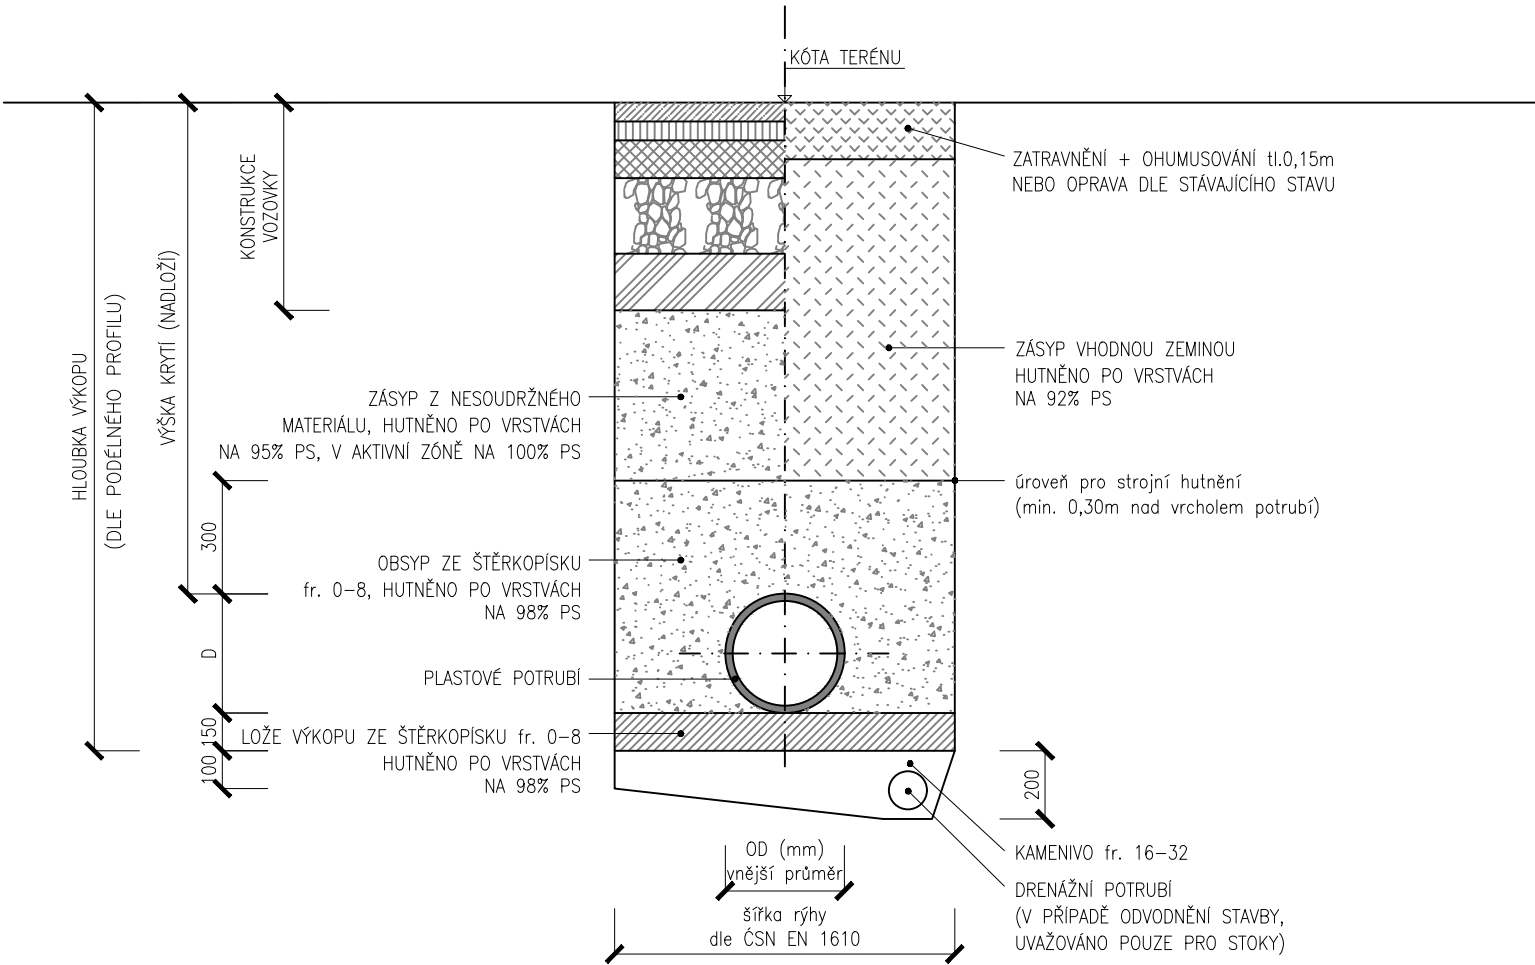 KÓTA TERÉNU
ZATRAVNĚNÍ + OHUMUSOVÁNÍ tl.0,15m
NEBO OPRAVA DLE STÁVAJÍCÍHO STAVU
KONSTRUKCE
VOZOVKY
VÝŠKA KRYTÍ (NADLOŽÍ)
HLOUBKA VÝKOPU
(DLE PODÉLNÉHO PROFILU)
ZÁSYP VHODNOU ZEMINOU
HUTNĚNO PO VRSTVÁCH
NA 92% PS
ZÁSYP Z NESOUDRŽNÉHO
MATERIÁLU, HUTNĚNO PO VRSTVÁCH
NA 95% PS, V AKTIVNÍ ZÓNĚ NA 100% PS
úroveň pro strojní hutnění
(min. 0,30m nad vrcholem potrubí)
300
OBSYP ZE ŠTĚRKOPÍSKU
fr. 0-8, HUTNĚNO PO VRSTVÁCH
NA 98% PS
D
PLASTOVÉ POTRUBÍ
150
LOŽE VÝKOPU ZE ŠTĚRKOPÍSKU fr. 0-8
HUTNĚNO PO VRSTVÁCH
NA 98% PS
100
200
KAMENIVO fr. 16-32
DRENÁŽNÍ POTRUBÍ
(V PŘÍPADĚ ODVODNĚNÍ STAVBY,
UVAŽOVÁNO POUZE PRO STOKY)
OD (mm)
vnější průměr
šířka rýhy
dle ČSN EN 1610